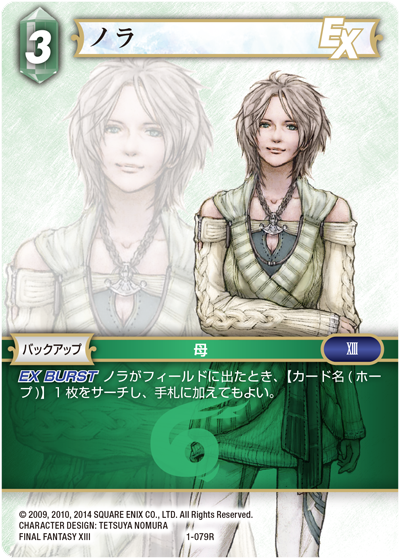 3
ノラ
EX
バックアップ
母
XIII
EX BURST ノラがフィールドに出たとき、【カード名(ホー
プ)】1枚をサーチし、手札に加えてもよい。
© 2009, 2010, 2014 SQUARE ENIX CO., LTD. All Rights Reserved.
CHARACTER DESIGN: TETSUYA NOMURA
FINAL FANTASY XIII
1-079R